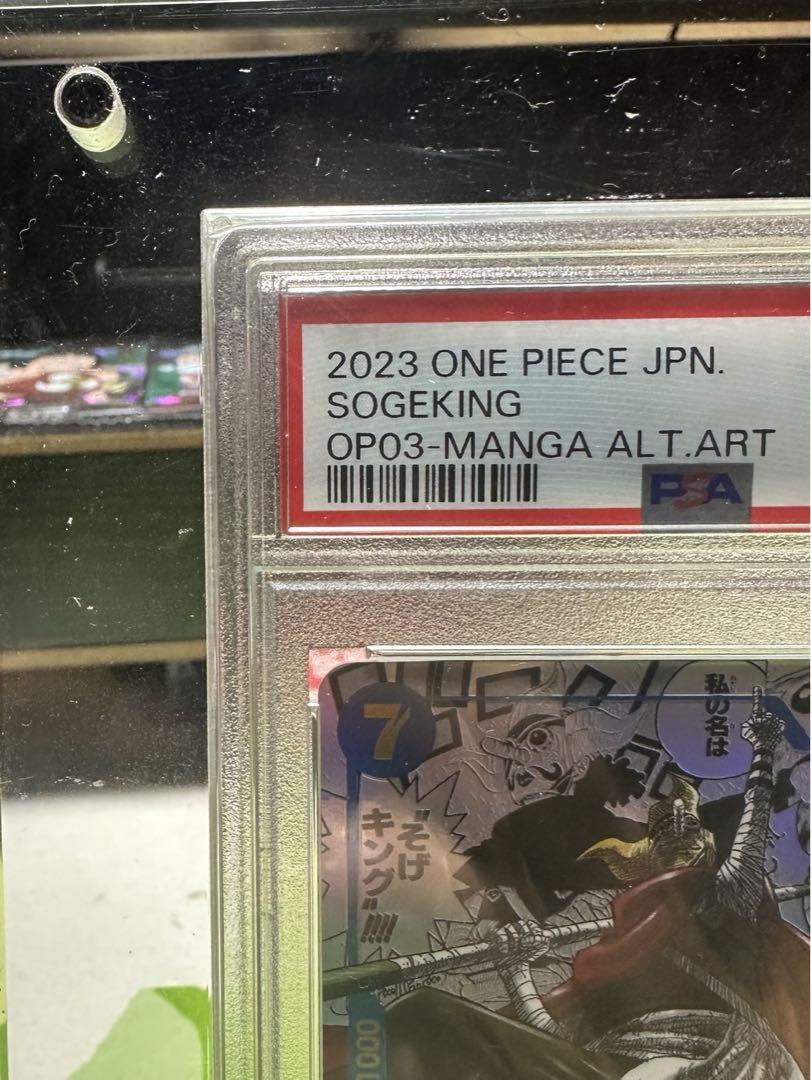 2023 ONE PIECE JPN.
SOGEKING
OP03-MANGA ALT.ART
PSA
7
私の名は
"そげ
キング"!!!!
1000